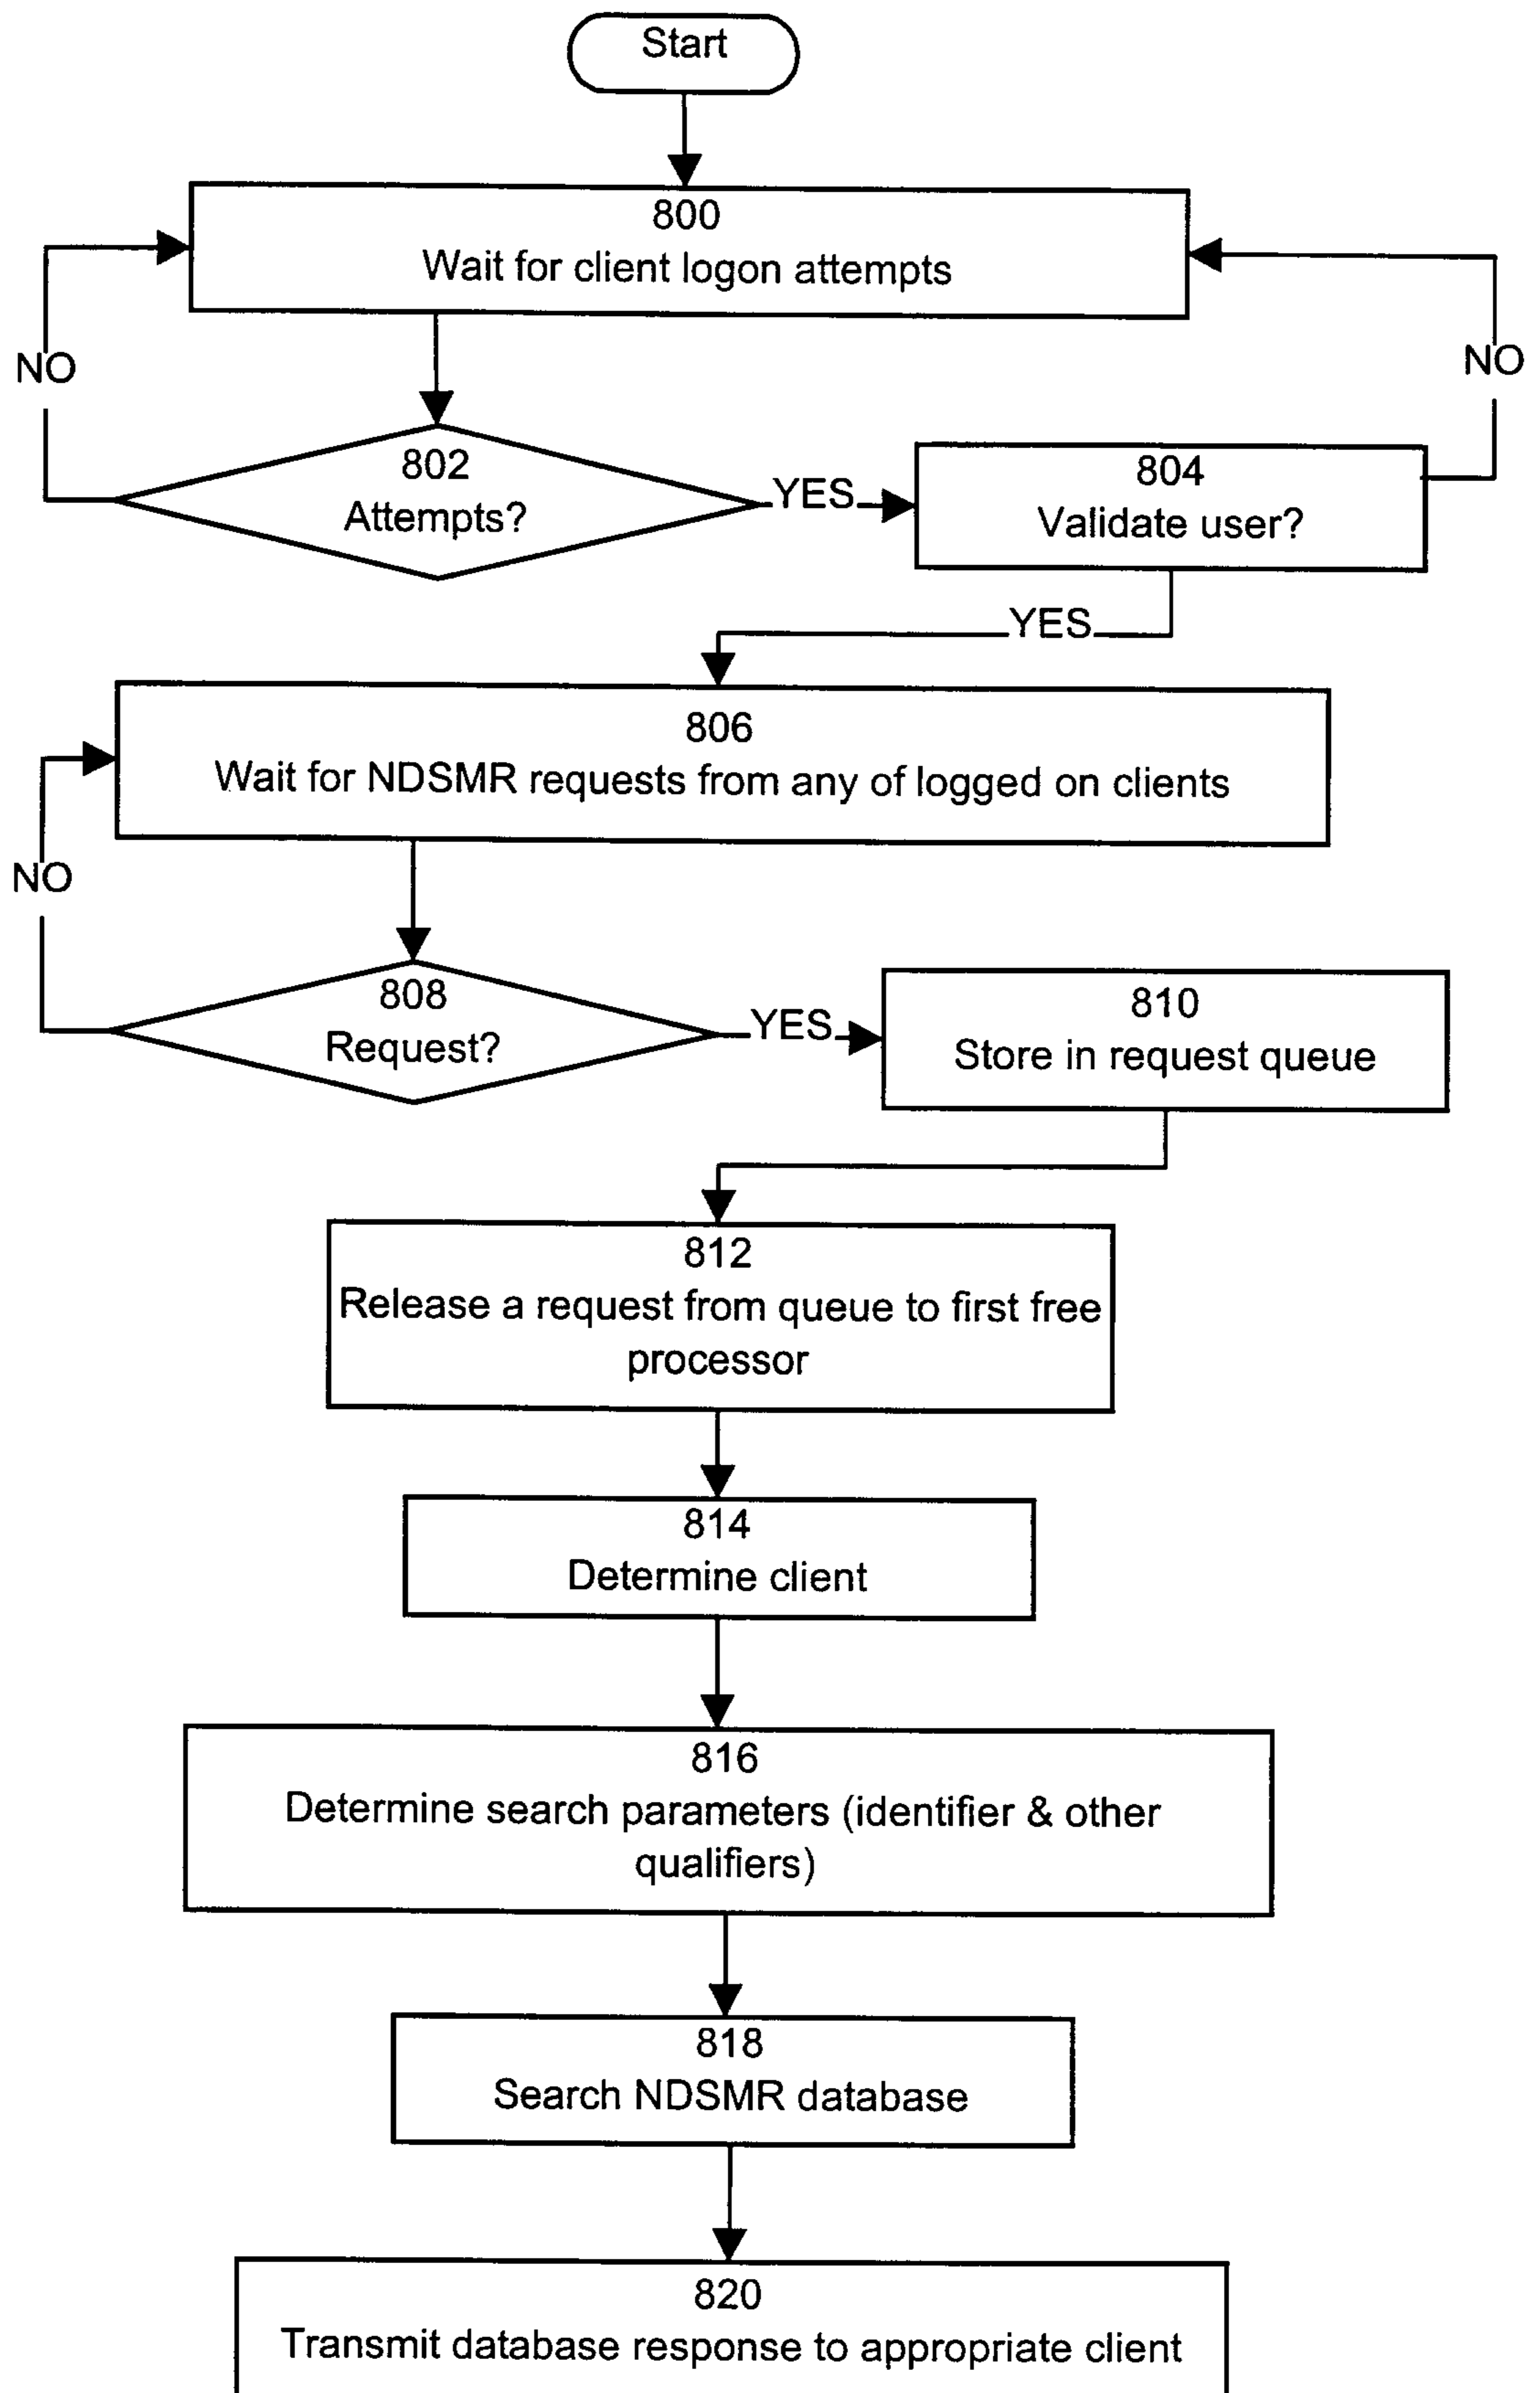 Start
800
Wait for client logon attempts
NO
NO
802
Attempts?
YES
804
Validate user?
YES
806
Wait for NDSMR requests from any of logged on clients
NO
808
Request?
YES
810
Store in request queue
812
Release a request from queue to first free
processor
814
Determine client
816
Determine search parameters (identifier & other
qualifiers)
818
Search NDSMR database
820
Transmit database response to appropriate client